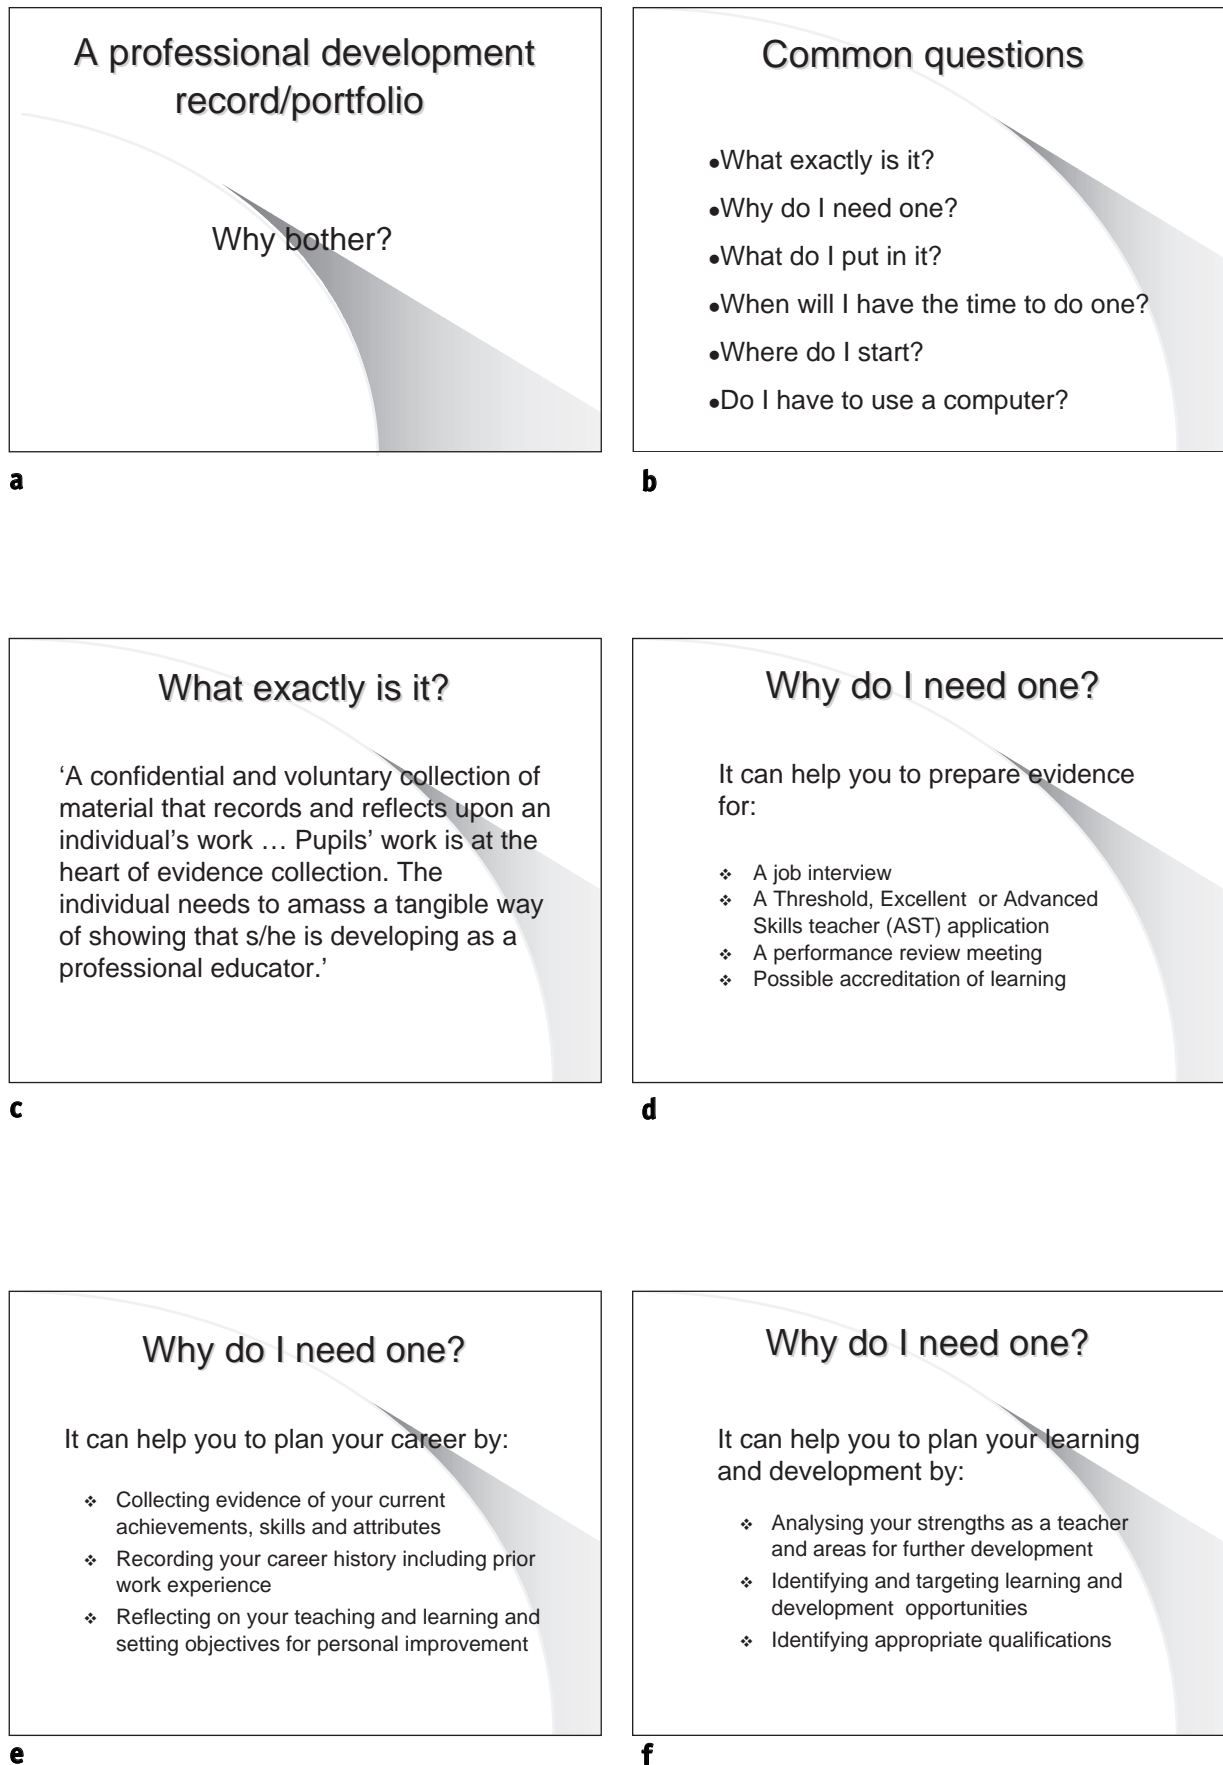 A professional development
record/portfolio
Why bother?
a
Common questions
●What exactly is it?
●Why do I need one?
●What do I put in it?
●When will I have the time to do one?
●Where do I start?
●Do I have to use a computer?
b
What exactly is it?
‘A confidential and voluntary collection of
material that records and reflects upon an
individual’s work … Pupils’ work is at the
heart of evidence collection. The
individual needs to amass a tangible way
of showing that s/he is developing as a
professional educator.’
c
Why do I need one?
It can help you to prepare evidence
for:
❖ A job interview
❖ A Threshold, Excellent or Advanced
Skills teacher (AST) application
❖ A performance review meeting
❖ Possible accreditation of learning
d
Why do I need one?
It can help you to plan your career by:
❖ Collecting evidence of your current
achievements, skills and attributes
❖ Recording your career history including prior
work experience
❖ Reflecting on your teaching and learning and
setting objectives for personal improvement
e
Why do I need one?
It can help you to plan your learning
and development by:
❖ Analysing your strengths as a teacher
and areas for further development
❖ Identifying and targeting learning and
development opportunities
❖ Identifying appropriate qualifications
f